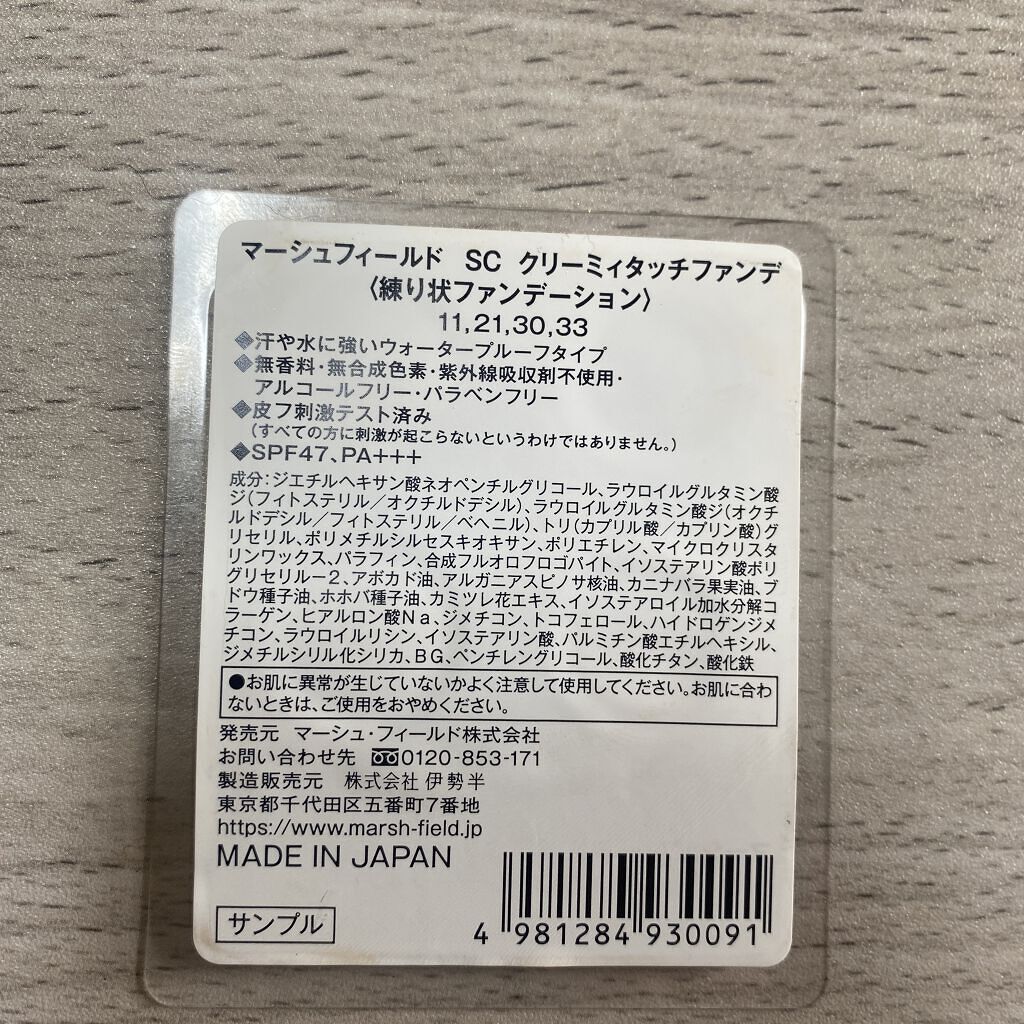 マーシュフィールド SC クリーミィタッチファンデ
〈練り状ファンデーション〉
11,21,30,33
◆汗や水に強いウォータープルーフタイプ
◆無香料・無合成色素・紫外線吸収剤不使用・
アルコールフリー・パラベンフリー
◆皮フ刺激テスト済み
(すべての方に刺激が起こらないというわけではありません。)
◆SPF47、PA+++
成分:ジエチルヘキサン酸ネオペンチルグリコール、ラウロイルグルタミン酸
ジ(フィトステリル/オクチルドデシル)、ラウロイルグルタミン酸ジ(オクチ
ルドデシル/フィトステリル/ベヘニル)、トリ(カプリル酸/カプリン酸)グ
リセリル、ポリメチルシルセスキオキサン、ポリエチレン、マイクロクリスタ
リンワックス、パラフィン、合成フルオロフロゴパイト、イソステアリン酸ポリ
グリセリル-2、アボカド油、アルガニアスピノサ核油、カニナバラ果実油、ブ
ドウ種子油、ホホバ種子油、カミツレ花エキス、イソステアロイル加水分解コ
ラーゲン、ヒアルロン酸Na、ジメチコン、トコフェロール、ハイドロゲンジメ
チコン、ラウロイルリシン、イソステアリン酸、パルミチン酸エチルヘキシル、
ジメチルシリル化シリカ、BG、ペンチレングリコール、酸化チタン、酸化鉄
●お肌に異常が生じていないかよく注意して使用してください。お肌に合わ
ないときは、ご使用をおやめください。
発売元 マーシュ・フィールド株式会社
お問い合わせ先 0120-853-171
製造販売元 株式会社 伊勢半
東京都千代田区五番町7番地
https://www.marsh-field.jp
MADE IN JAPAN
サンプル
4 981284 930091